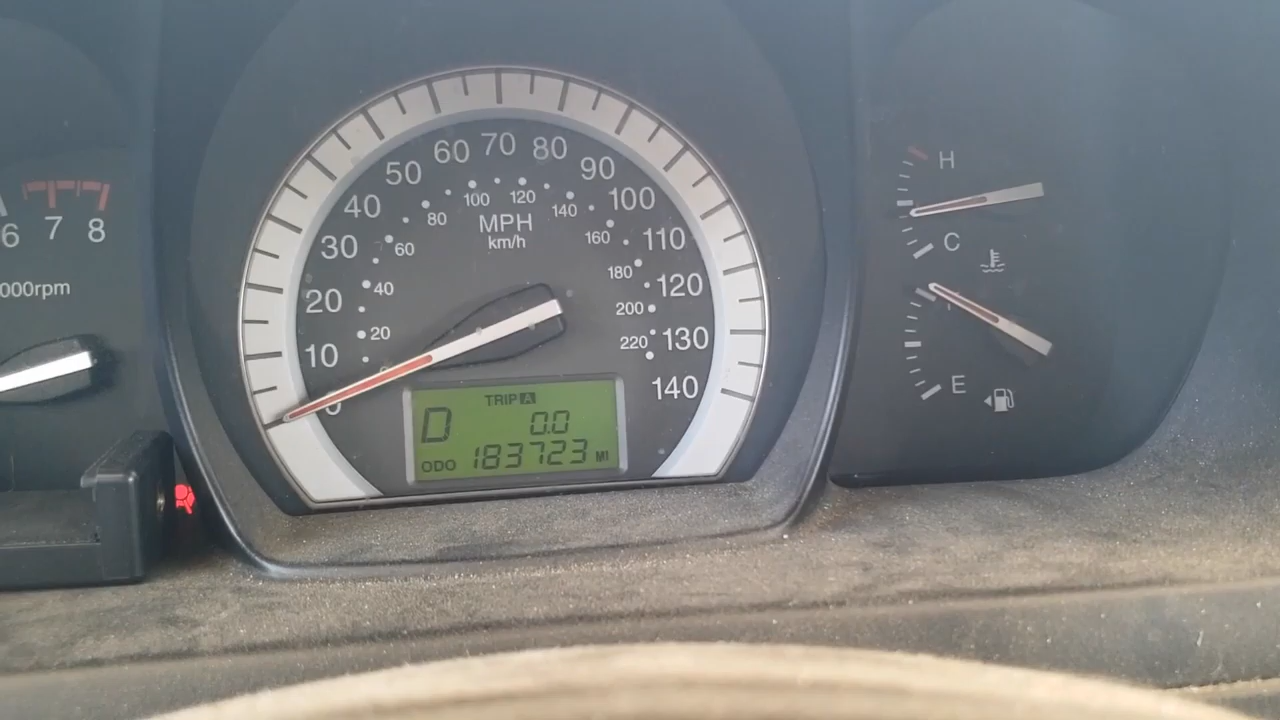 6 7 8
000rpm
10 20 30 40 50 60 70 80 90 100 110 120 130 140
20 40 60 80 100 120 140 160 180 200 220
MPH
km/h
TRIP A
D 0.0
ODO 183723 MI
H
C
E